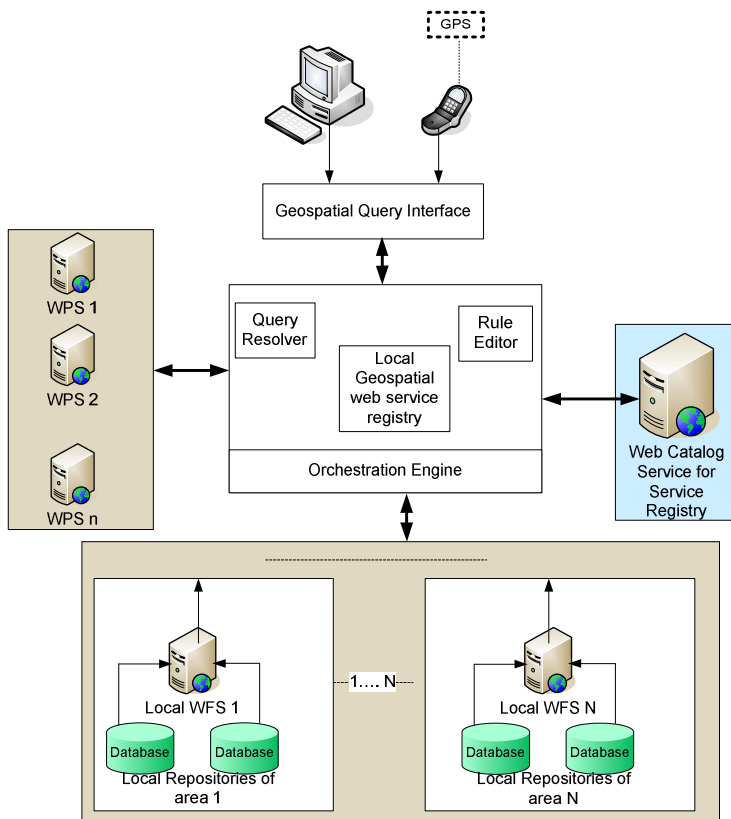 GPS
Geospatial Query Interface
WPS 1
WPS 2
WPS n
Query
Resolver
Rule
Editor
Local
Geospatial
web service
registry
Orchestration Engine
Web Catalog
Service for
Service
Registry
1.... N
Local WFS 1
Database
Database
Local Repositories of
area 1
Local WFS N
Database
Database
Local Repositories of
area N